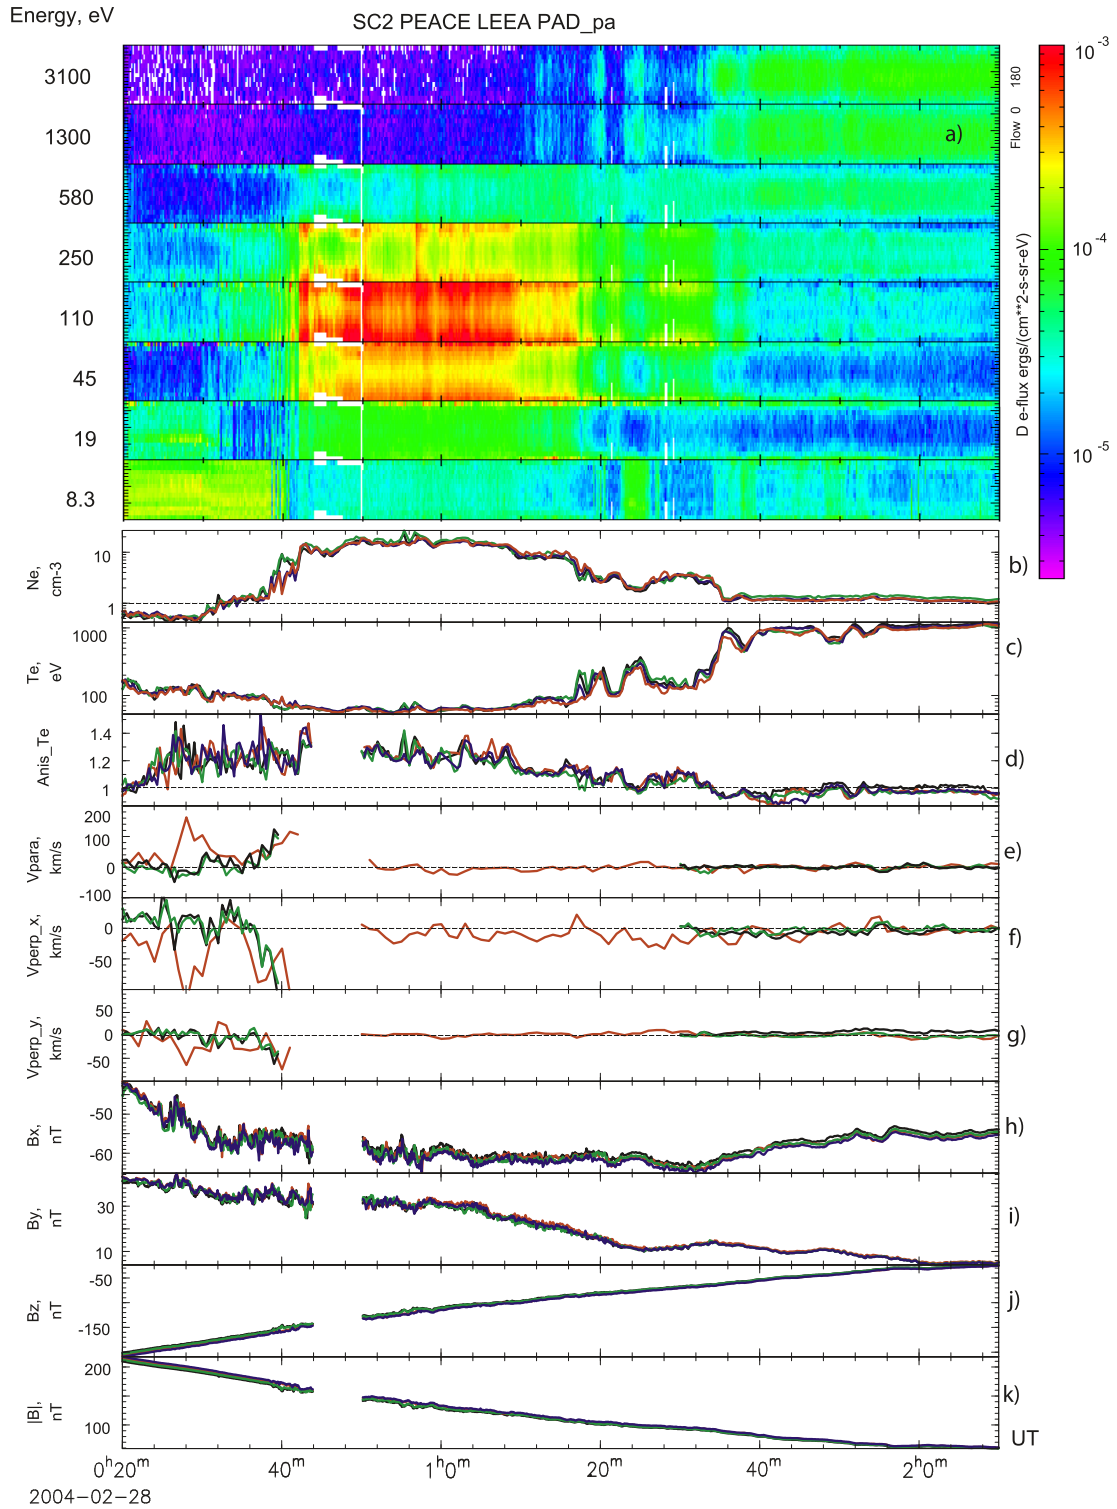 Energy, eV
SC2 PEACE LEEA PAD_pa
3100
1300
580
250
110
45
19
8.3
Flow 0 180
a)
10⁻³
10⁻⁴
10⁻⁵
D e-flux ergs/(cm**2-s-sr-eV)
Ne, cm-3
10
1
b)
Te, eV
1000
100
c)
Anis_Te
1.4
1.2
1
d)
Vpara, km/s
200
100
0
-100
e)
Vperp_x, km/s
0
-50
f)
Vperp_y, km/s
50
0
-50
g)
Bx, nT
-50
-60
h)
By, nT
30
10
i)
Bz, nT
-50
-150
j)
|B|, nT
200
100
k)
UT
0ʰ20ᵐ 40ᵐ 1ʰ0ᵐ 20ᵐ 40ᵐ 2ʰ0ᵐ
2004-02-28